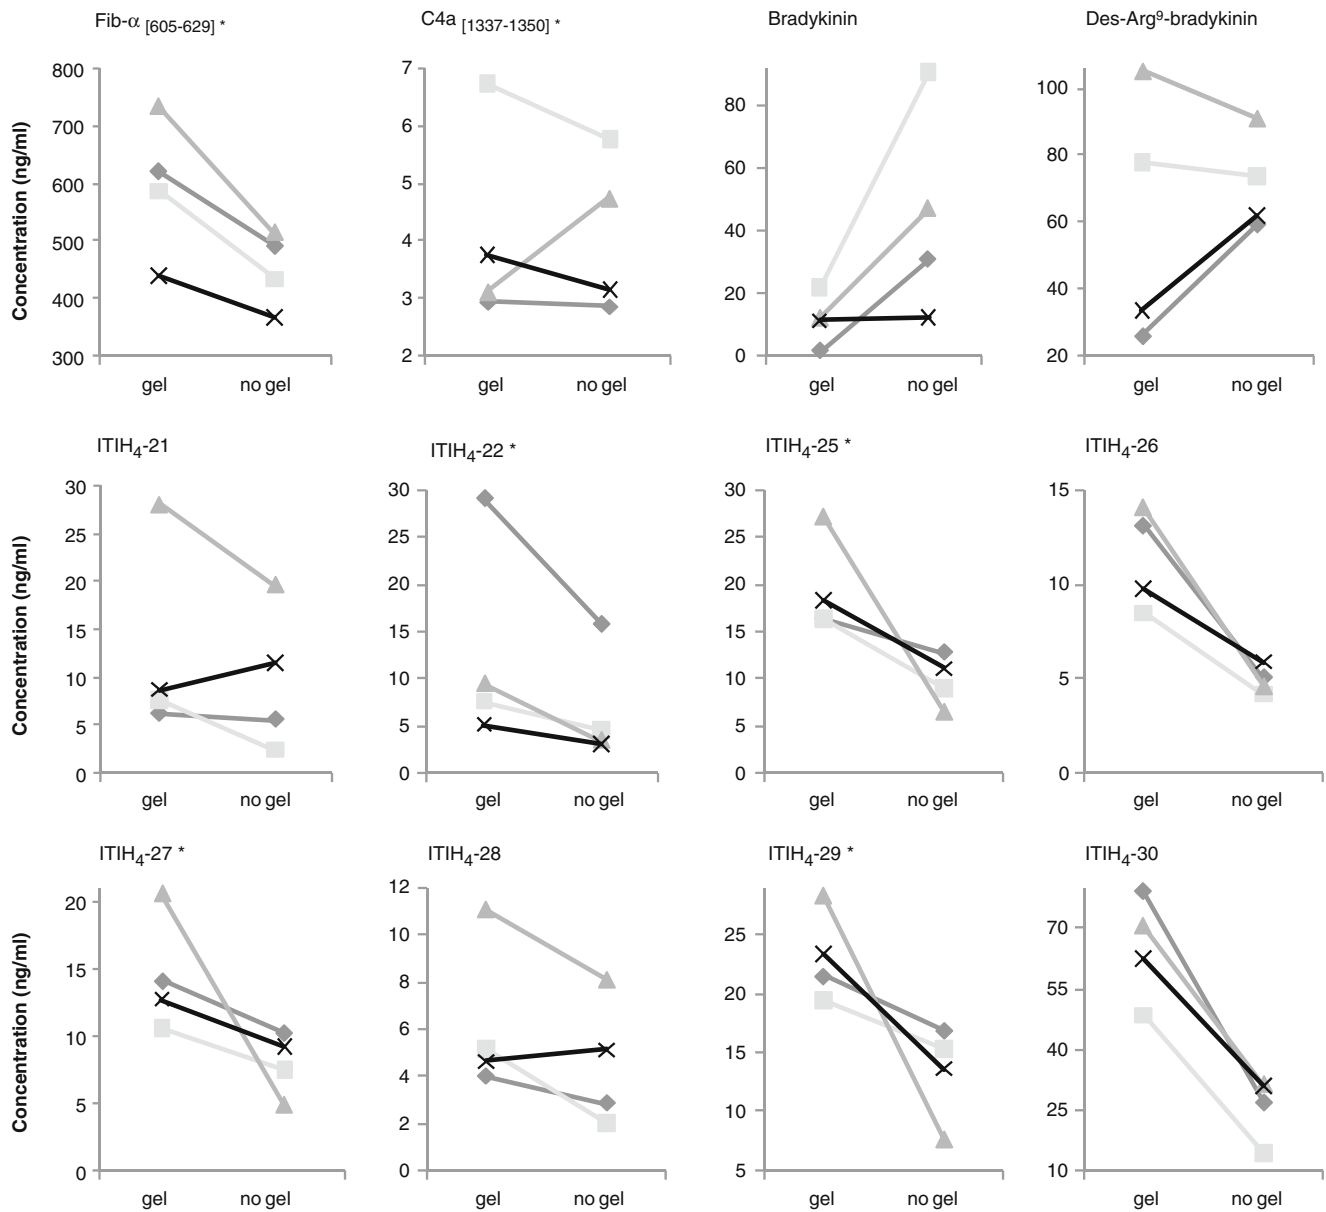 Fib-α [605-629] *
C4a [1337-1350] *
Bradykinin
Des-Arg⁹-bradykinin
Concentration (ng/ml)
800
700
600
500
400
300
gel no gel
7
6
5
4
3
2
gel no gel
80
60
40
20
0
gel no gel
100
80
60
40
20
gel no gel
ITIH₄-21
ITIH₄-22 *
ITIH₄-25 *
ITIH₄-26
Concentration (ng/ml)
30
25
20
15
10
5
0
gel no gel
30
25
20
15
10
5
0
gel no gel
30
25
20
15
10
5
0
gel no gel
15
10
5
0
gel no gel
ITIH₄-27 *
ITIH₄-28
ITIH₄-29 *
ITIH₄-30
Concentration (ng/ml)
20
15
10
5
0
gel no gel
12
10
8
6
4
2
0
gel no gel
25
20
15
10
5
gel no gel
70
55
40
25
10
gel no gel